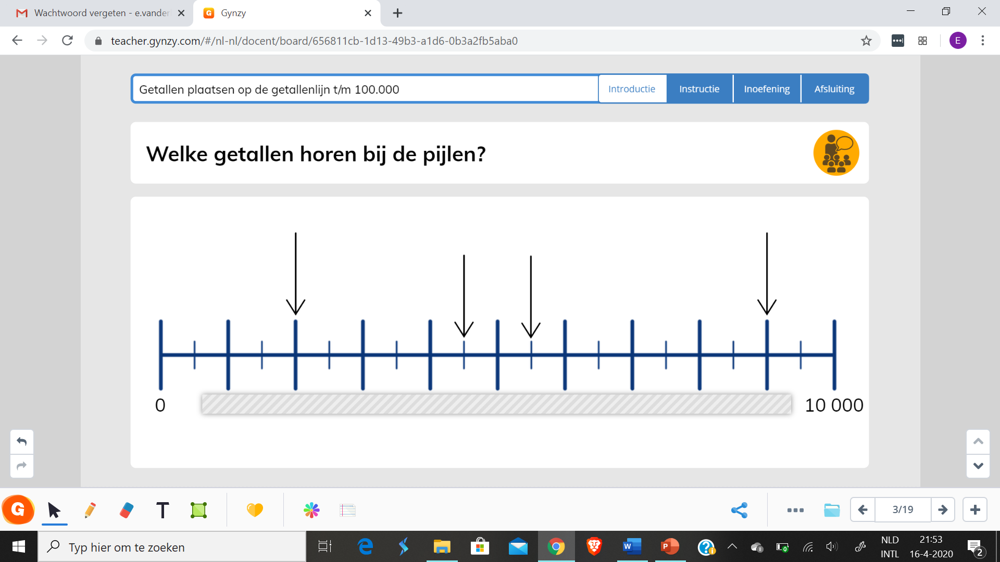 Wachtwoord vergeten - e.vander
Gynzy
teacher.gynzy.com/#/nl-nl/docent/board/656811cb-1d13-49b3-a1d6-0b3a2fb5aba0
E
Getallen plaatsen op de getallenlijn t/m 100.000
Introductie
Instructie
Inoefening
Afsluiting
Welke getallen horen bij de pijlen?
0
10 000
G
T
3/19
Typ hier om te zoeken
NLD
INTL
21:53
16-4-2020
2